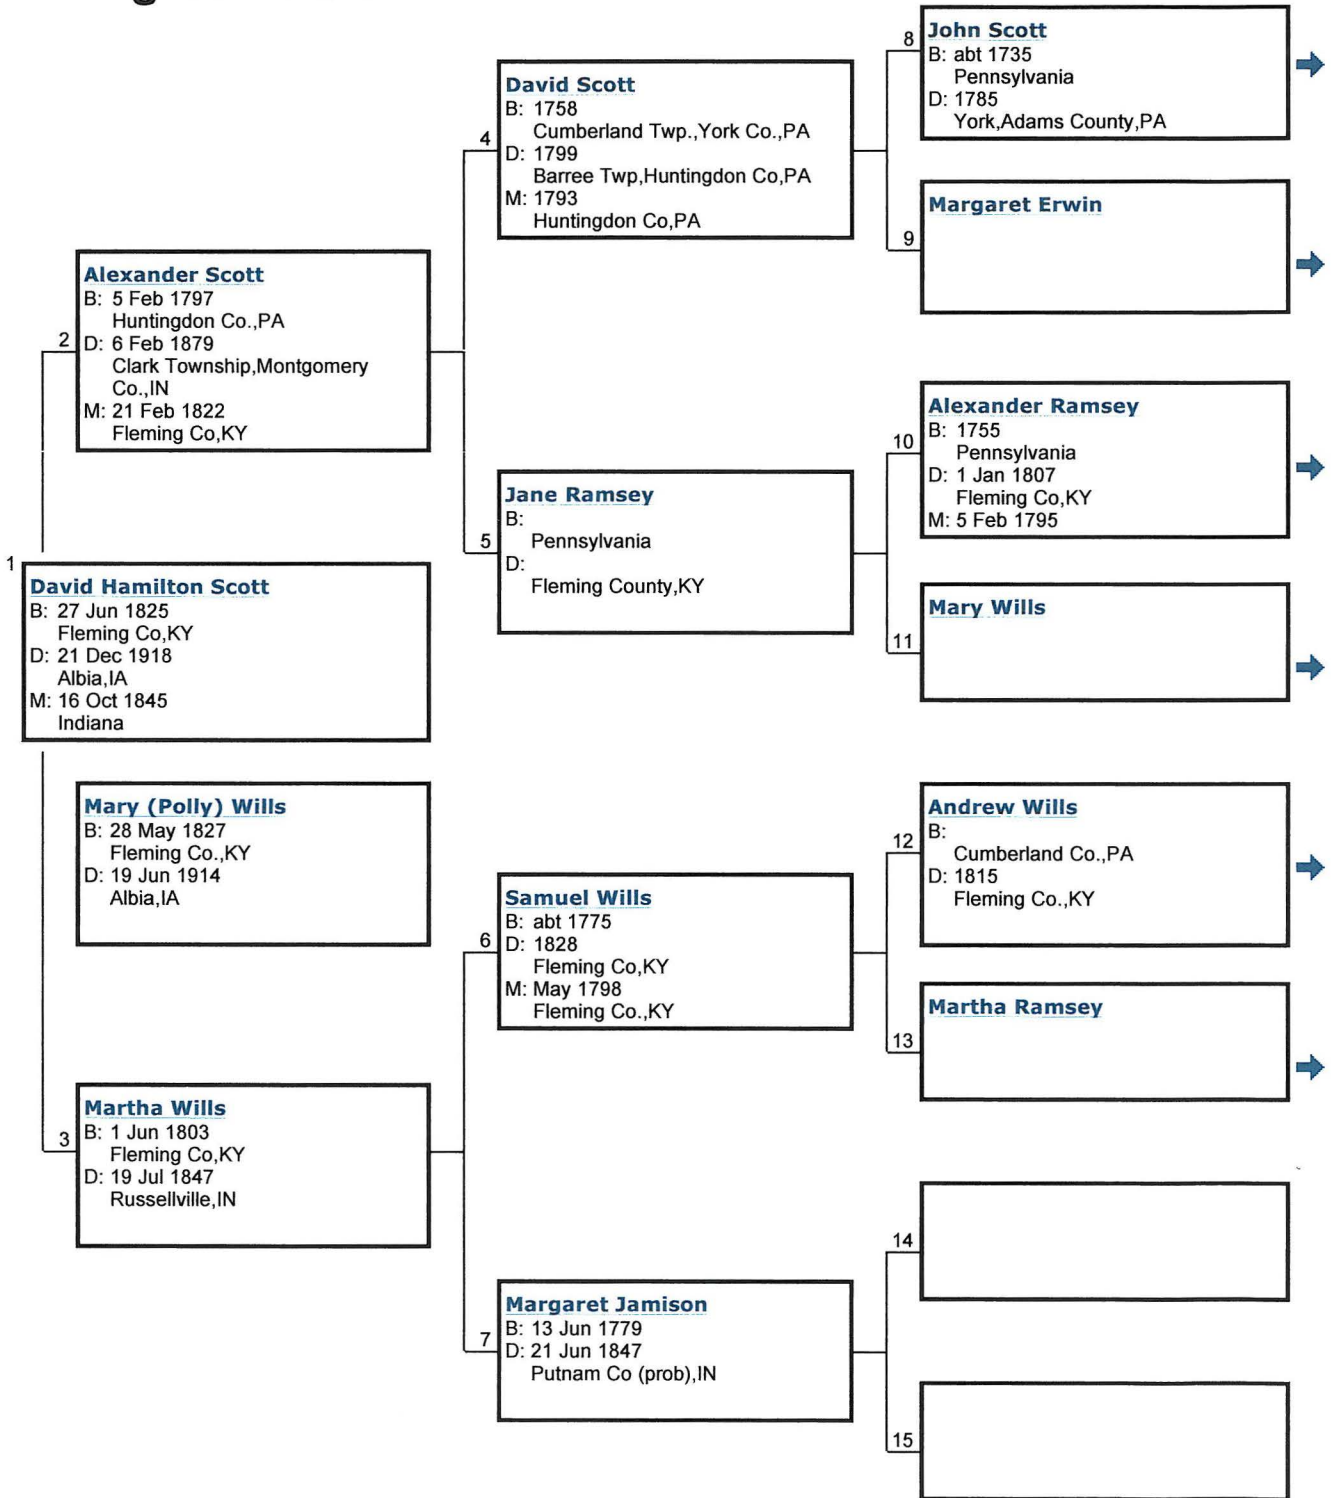 8
John Scott
B: abt 1735
Pennsylvania
D: 1785
York,Adams County,PA
4
David Scott
B: 1758
Cumberland Twp.,York Co.,PA
D: 1799
Barree Twp,Huntingdon Co,PA
M: 1793
Huntingdon Co,PA
9
Margaret Erwin
2
Alexander Scott
B: 5 Feb 1797
Huntingdon Co.,PA
D: 6 Feb 1879
Clark Township,Montgomery
Co.,IN
M: 21 Feb 1822
Fleming Co,KY
10
Alexander Ramsey
B: 1755
Pennsylvania
D: 1 Jan 1807
Fleming Co,KY
M: 5 Feb 1795
5
Jane Ramsey
B:
Pennsylvania
D:
Fleming County,KY
11
Mary Wills
1
David Hamilton Scott
B: 27 Jun 1825
Fleming Co,KY
D: 21 Dec 1918
Albia,IA
M: 16 Oct 1845
Indiana
Mary (Polly) Wills
B: 28 May 1827
Fleming Co.,KY
D: 19 Jun 1914
Albia,IA
12
Andrew Wills
B:
Cumberland Co.,PA
D: 1815
Fleming Co.,KY
6
Samuel Wills
B: abt 1775
D: 1828
Fleming Co,KY
M: May 1798
Fleming Co.,KY
13
Martha Ramsey
3
Martha Wills
B: 1 Jun 1803
Fleming Co,KY
D: 19 Jul 1847
Russellville,IN
14
7
Margaret Jamison
B: 13 Jun 1779
D: 21 Jun 1847
Putnam Co (prob),IN
15